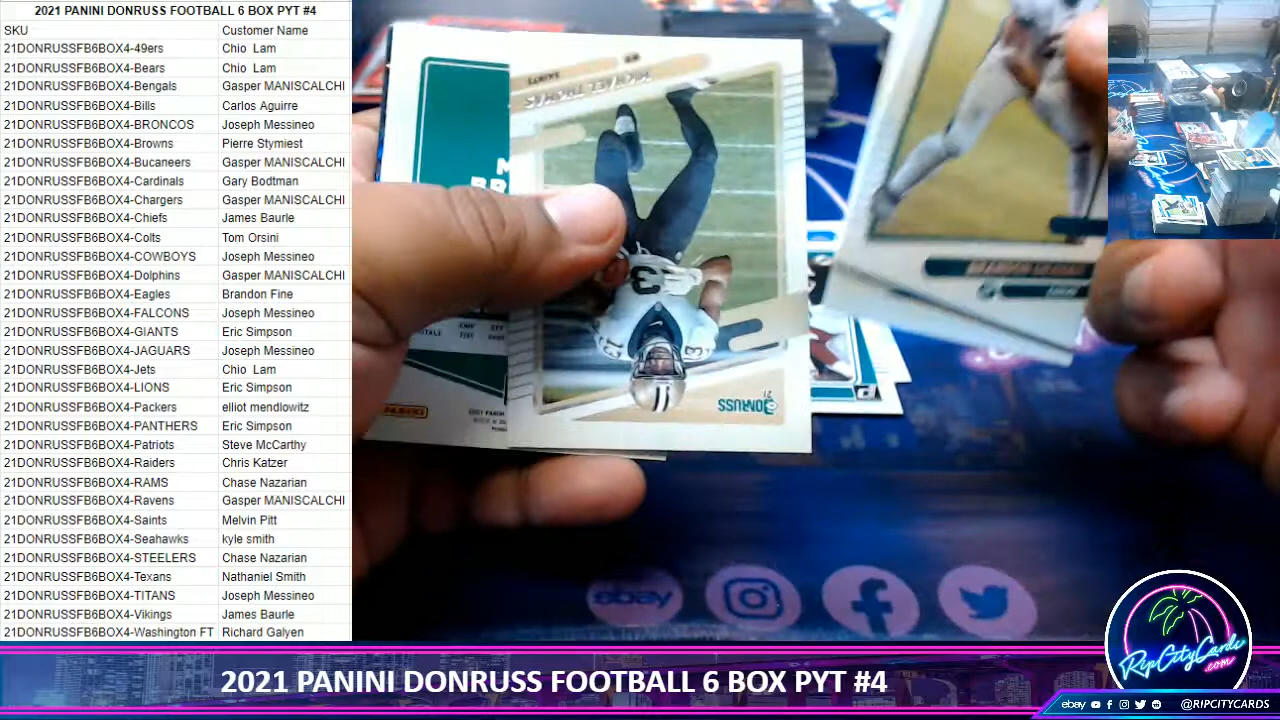 2021 PANINI DONRUSS FOOTBALL 6 BOX PYT #4
SKU Customer Name
21DONRUSSFB6BOX4-49ers Chio Lam
21DONRUSSFB6BOX4-Bears Chio Lam
21DONRUSSFB6BOX4-Bengals Gasper MANISCALCHI
21DONRUSSFB6BOX4-Bills Carlos Aguirre
21DONRUSSFB6BOX4-BRONCOS Joseph Messineo
21DONRUSSFB6BOX4-Browns Pierre Stymiest
21DONRUSSFB6BOX4-Bucaneers Gasper MANISCALCHI
21DONRUSSFB6BOX4-Cardinals Gary Bodtman
21DONRUSSFB6BOX4-Chargers Gasper MANISCALCHI
21DONRUSSFB6BOX4-Chiefs James Baurle
21DONRUSSFB6BOX4-Colts Tom Orsini
21DONRUSSFB6BOX4-COWBOYS Joseph Messineo
21DONRUSSFB6BOX4-Dolphins Gasper MANISCALCHI
21DONRUSSFB6BOX4-Eagles Brandon Fine
21DONRUSSFB6BOX4-FALCONS Joseph Messineo
21DONRUSSFB6BOX4-GIANTS Eric Simpson
21DONRUSSFB6BOX4-JAGUARS Joseph Messineo
21DONRUSSFB6BOX4-Jets Chio Lam
21DONRUSSFB6BOX4-LIONS Eric Simpson
21DONRUSSFB6BOX4-Packers elliot mendlowitz
21DONRUSSFB6BOX4-PANTHERS Eric Simpson
21DONRUSSFB6BOX4-Patriots Steve McCarthy
21DONRUSSFB6BOX4-Raiders Chris Katzer
21DONRUSSFB6BOX4-RAMS Chase Nazarian
21DONRUSSFB6BOX4-Ravens Gasper MANISCALCHI
21DONRUSSFB6BOX4-Saints Melvin Pitt
21DONRUSSFB6BOX4-Seahawks kyle smith
21DONRUSSFB6BOX4-STEELERS Chase Nazarian
21DONRUSSFB6BOX4-Texans Nathaniel Smith
21DONRUSSFB6BOX4-TITANS Joseph Messineo
21DONRUSSFB6BOX4-Vikings James Baurle
21DONRUSSFB6BOX4-Washington FT Richard Galyen
13
DONRUSS
21
PANINI
ebay
2021 PANINI DONRUSS FOOTBALL 6 BOX PYT #4
RipCityCards
.com
ebay @RIPCITYCARDS